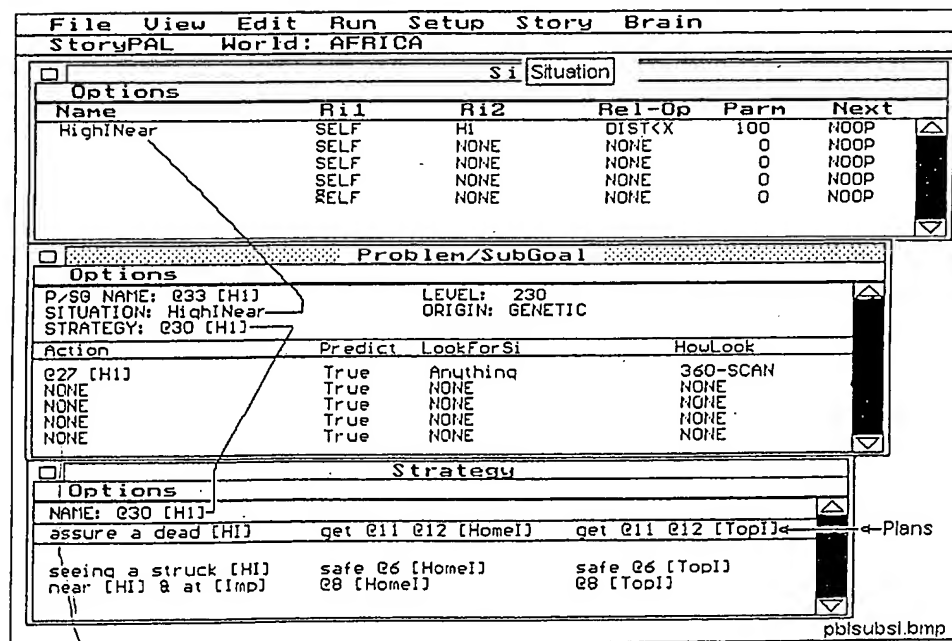 File View Edit Run Setup Story Brain
StoryPAL World: AFRICA
Si Situation
Options
Name Ri1 Ri2 Rel-Op Parm Next
HighINear SELF HI DIST<X 100 NOOP
SELF NONE NONE 0 NOOP
SELF NONE NONE 0 NOOP
SELF NONE NONE 0 NOOP
SELF NONE NONE 0 NOOP
Problem/SubGoal
Options
P/SG NAME: @33 [HI] LEVEL: 230
SITUATION: HighINear ORIGIN: GENETIC
STRATEGY: @30 [HI]
Action Predict LookForSi HowLook
@27 [HI] True Anything 360-SCAN
NONE True NONE NONE
NONE True NONE NONE
NONE True NONE NONE
NONE True NONE NONE
Strategy
Options
NAME: @30 [HI]
assure a dead [HI] get @11 @12 [HomeI] get @11 @12 [TopI] Plans
seeing a struck [HI] safe @6 [HomeI] safe @6 [TopI]
near [HI] & at [Imp] @8 [HomeI] @8 [TopI]
pblsubsl.bmp